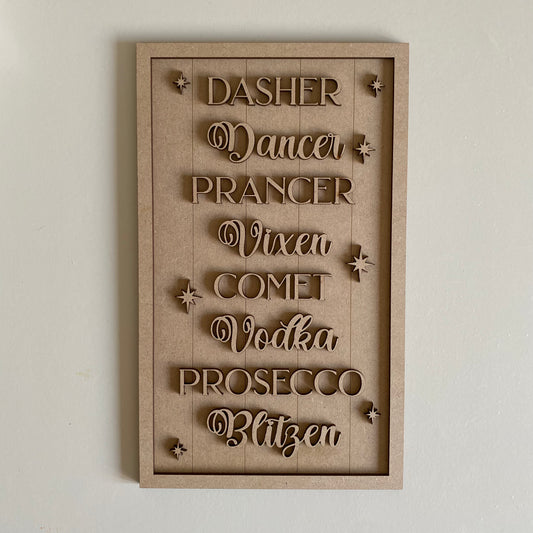 DASHER
Dancer
PRANCER
Vixen
COMET
Vodka
PROSECCO
Blitzen